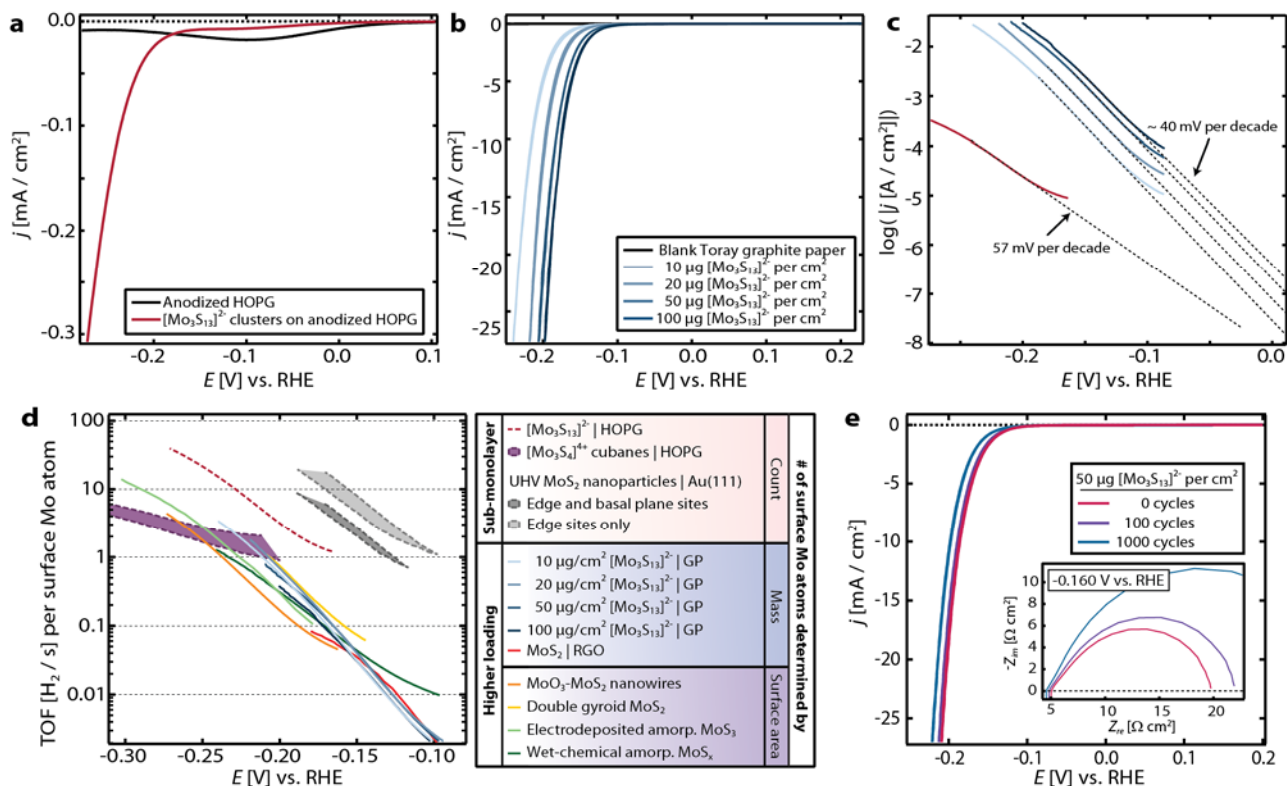 a
0.0
-0.1
-0.2
-0.3
j [mA / cm²]
-0.2
-0.1
0.0
0.1
E [V] vs. RHE
Anodized HOPG
[Mo₃S₁₃]²⁻ clusters on anodized HOPG
b
0
-5
-10
-15
-20
-25
j [mA / cm²]
-0.2
-0.1
0.0
0.1
0.2
E [V] vs. RHE
Blank Toray graphite paper
10 µg [Mo₃S₁₃]²⁻ per cm²
20 µg [Mo₃S₁₃]²⁻ per cm²
50 µg [Mo₃S₁₃]²⁻ per cm²
100 µg [Mo₃S₁₃]²⁻ per cm²
c
-2
-3
-4
-5
-6
-7
-8
log( |j [A / cm²]|)
~ 40 mV per decade
57 mV per decade
-0.2
-0.1
0.0
E [V] vs. RHE
d
100
10
1
0.1
0.01
TOF [H₂ / s] per surface Mo atom
-0.30
-0.25
-0.20
-0.15
-0.10
E [V] vs. RHE
Sub-monolayer
[Mo₃S₁₃]²⁻ | HOPG
[Mo₃S₄]⁴⁺ cubanes | HOPG
UHV MoS₂ nanoparticles | Au(111)
Edge and basal plane sites
Edge sites only
Count
Higher loading
10 µg/cm² [Mo₃S₁₃]²⁻ | GP
20 µg/cm² [Mo₃S₁₃]²⁻ | GP
50 µg/cm² [Mo₃S₁₃]²⁻ | GP
100 µg/cm² [Mo₃S₁₃]²⁻ | GP
MoS₂ | RGO
Mass
MoO₃-MoS₂ nanowires
Double gyroid MoS₂
Electrodeposited amorp. MoS₃
Wet-chemical amorp. MoSₓ
Surface area
# of surface Mo atoms determined by
e
0
-5
-10
-15
-20
-25
j [mA / cm²]
50 µg [Mo₃S₁₃]²⁻ per cm²
0 cycles
100 cycles
1000 cycles
-0.160 V vs. RHE
10
8
6
4
2
0
-Zᵢₘ [Ω cm²]
5
10
15
20
Zᵣₑ [Ω cm²]
-0.2
-0.1
0.0
0.1
0.2
E [V] vs. RHE